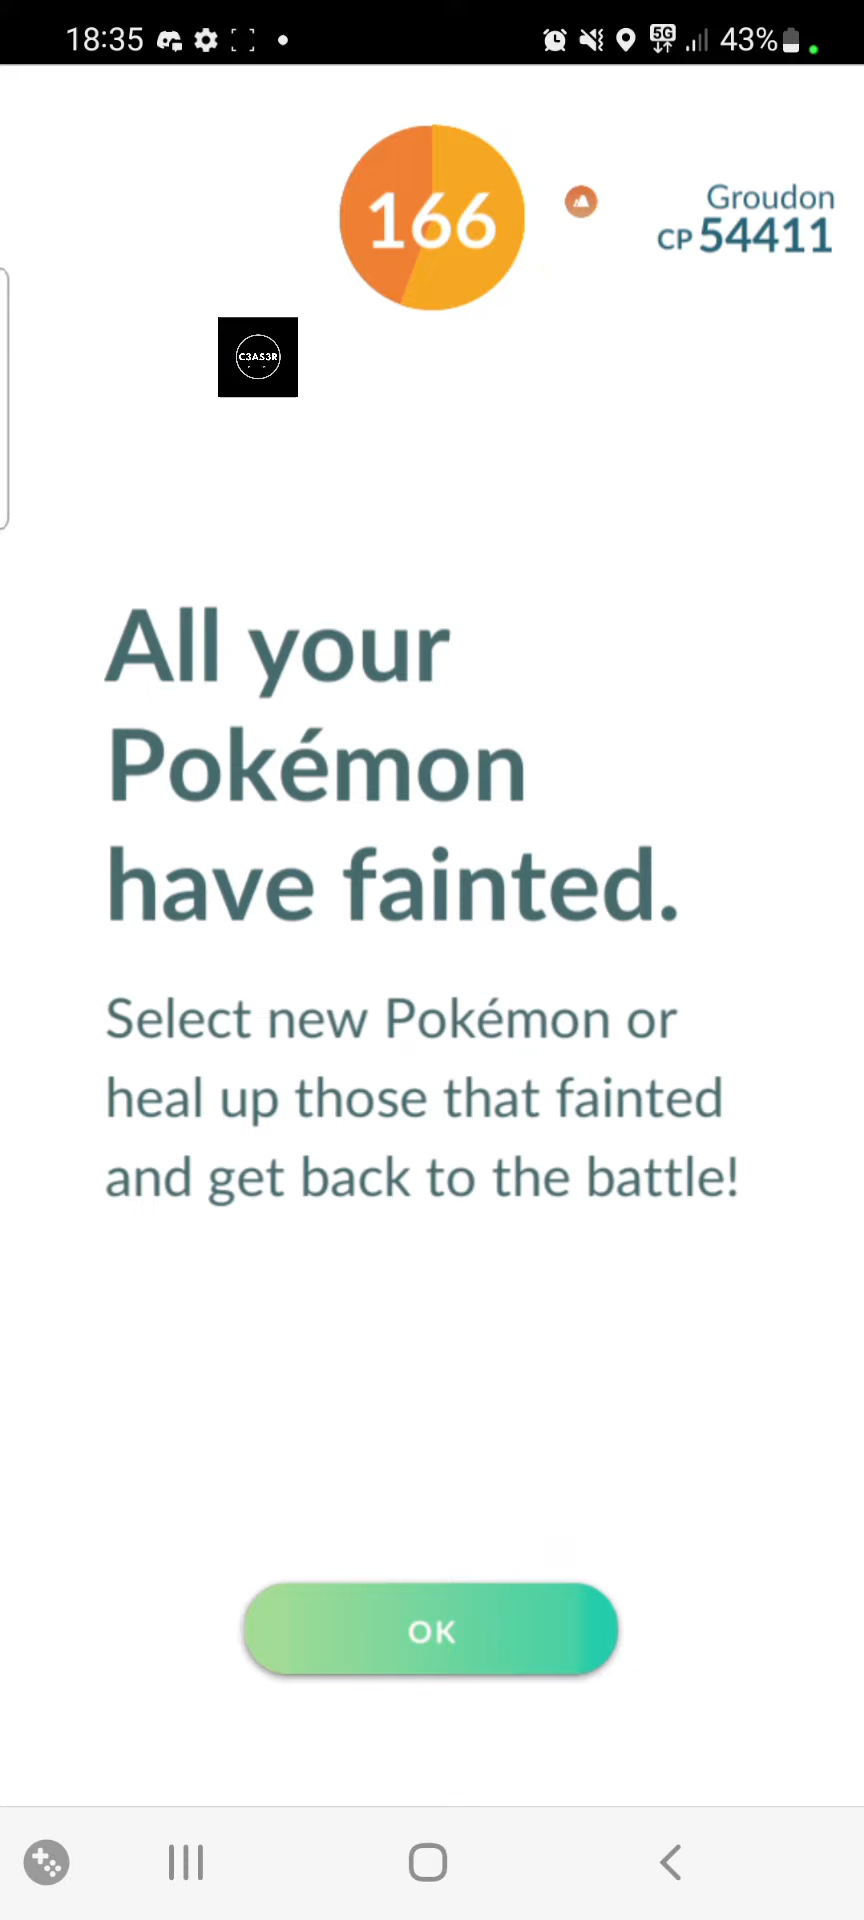 18:35
5G
43%
166
Groudon
CP 54411
C3AS3R
All your
Pokémon
have fainted.
Select new Pokémon or
heal up those that fainted
and get back to the battle!
OK